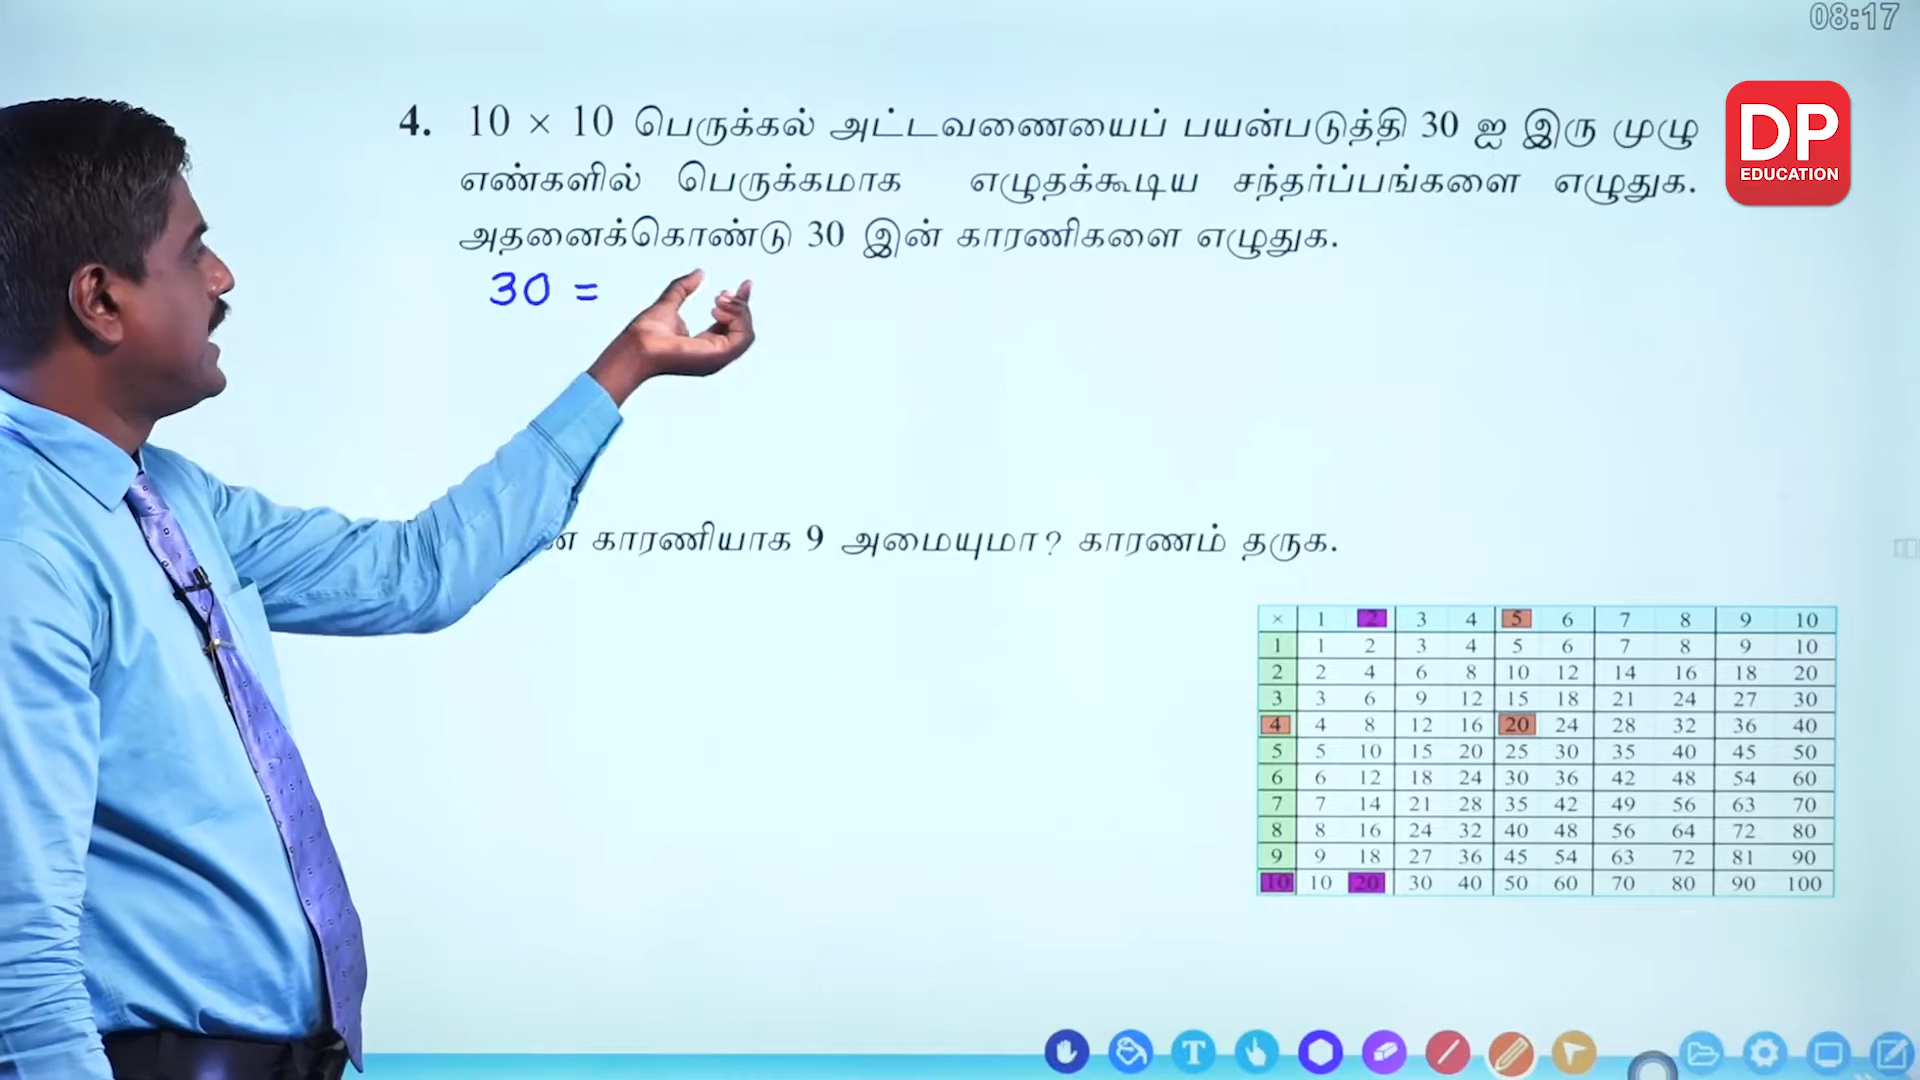 08:17
4. 10 × 10 பெருக்கல் அட்டவணையைப் பயன்படுத்தி 30 ஐ இரு முழு
எண்களில் பெருக்கமாக எழுதக்கூடிய சந்தர்ப்பங்களை எழுதுக.
அதனைக்கொண்டு 30 இன் காரணிகளை எழுதுக.
DP
EDUCATION
30 =
காரணியாக 9 அமையுமா? காரணம் தருக.
× 1 2 3 4 5 6 7 8 9 10
1 1 2 3 4 5 6 7 8 9 10
2 2 4 6 8 10 12 14 16 18 20
3 3 6 9 12 15 18 21 24 27 30
4 4 8 12 16 20 24 28 32 36 40
5 5 10 15 20 25 30 35 40 45 50
6 6 12 18 24 30 36 42 48 54 60
7 7 14 21 28 35 42 49 56 63 70
8 8 16 24 32 40 48 56 64 72 80
9 9 18 27 36 45 54 63 72 81 90
10 10 20 30 40 50 60 70 80 90 100
T